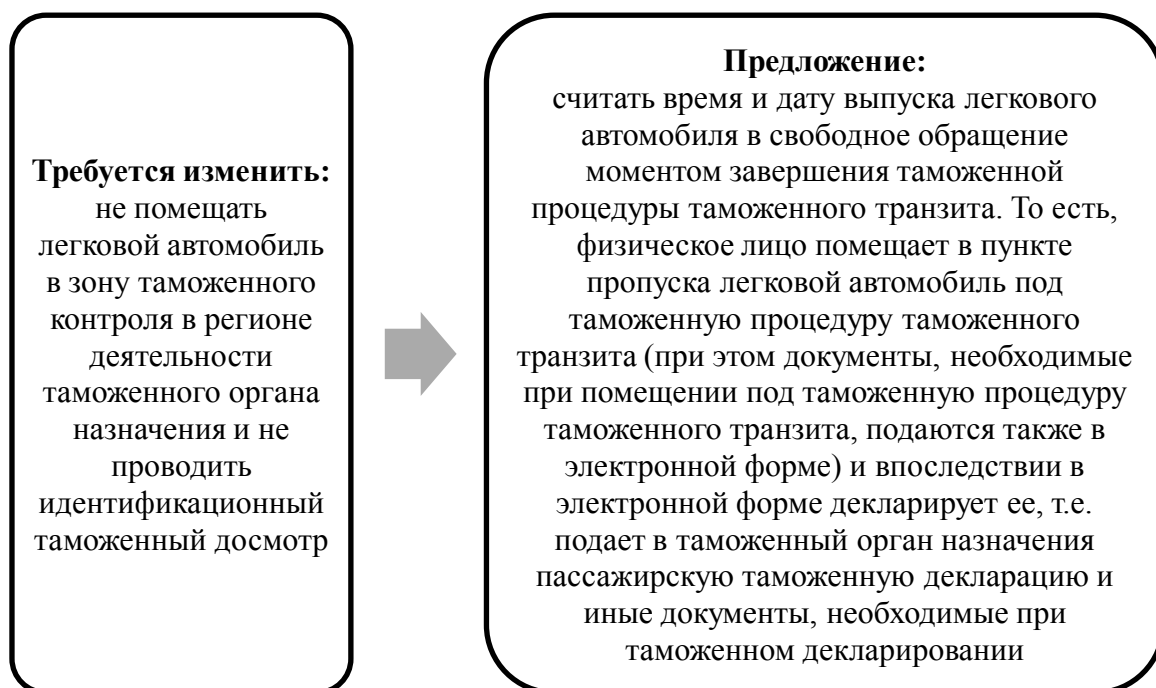 Требуется изменить:
не помещать
легковой автомобиль
в зону таможенного
контроля в регионе
деятельности
таможенного органа
назначения и не
проводить
идентификационный
таможенный досмотр
Предложение:
считать время и дату выпуска легкового
автомобиля в свободное обращение
моментом завершения таможенной
процедуры таможенного транзита. То есть,
физическое лицо помещает в пункте
пропуска легковой автомобиль под
таможенную процедуру таможенного
транзита (при этом документы, необходимые
при помещении под таможенную процедуру
таможенного транзита, подаются также в
электронной форме) и впоследствии в
электронной форме декларирует ее, т.е.
подает в таможенный орган назначения
пассажирскую таможенную декларацию и
иные документы, необходимые при
таможенном декларировании